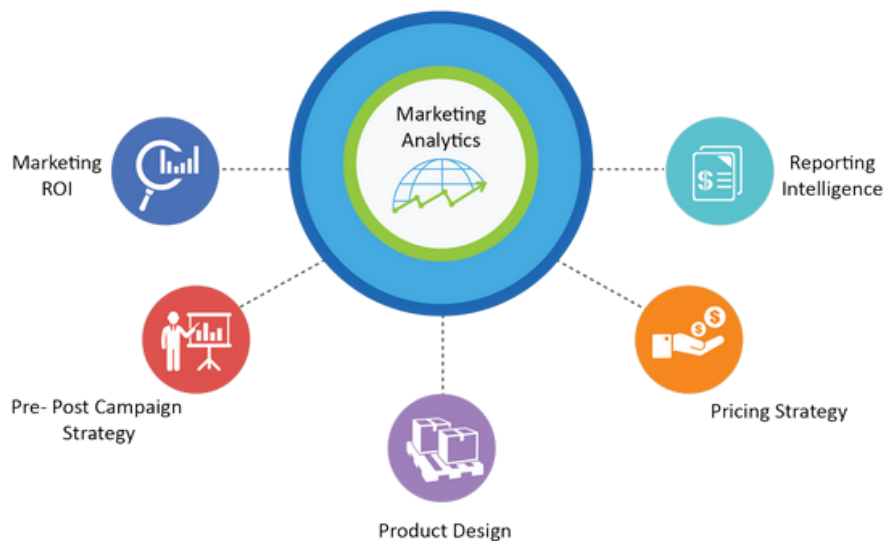 Marketing
Analytics
Marketing
ROI
Reporting
Intelligence
$
$
$
Pre- Post Campaign
Strategy
Pricing Strategy
Product Design